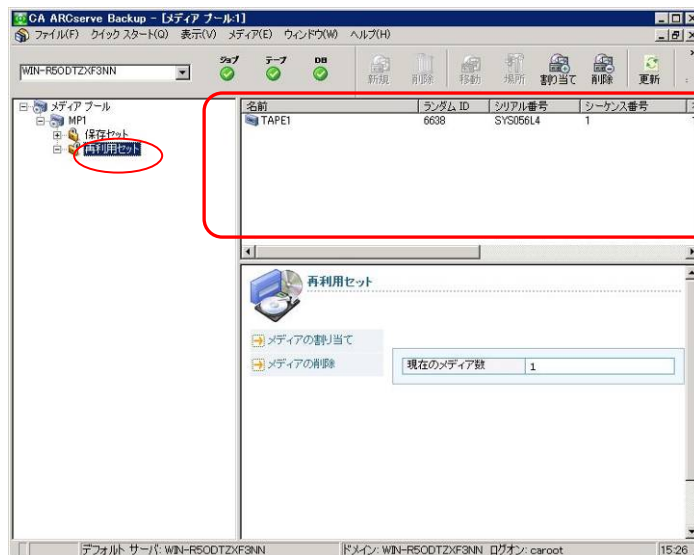 CA ARCserve Backup - [メディア プール:1]
ファイル(F) クイック スタート(Q) 表示(V) メディア(E) ウィンドウ(W) ヘルプ(H)
WIN-R5ODTZXF3NN
ジョブ テープ DB
新規 削除 移動 場所 割り当て 削除 更新
メディア プール
MP1
保存セット
再利用セット
名前 ランダム ID シリアル番号 シーケンス番号
TAPE1 6638 SYS056L4 1
再利用セット
メディアの割り当て
メディアの削除
現在のメディア数 1
デフォルト サーバ: WIN-R5ODTZXF3NN ドメイン: WIN-R5ODTZXF3NN ログオン: caroot 15:26